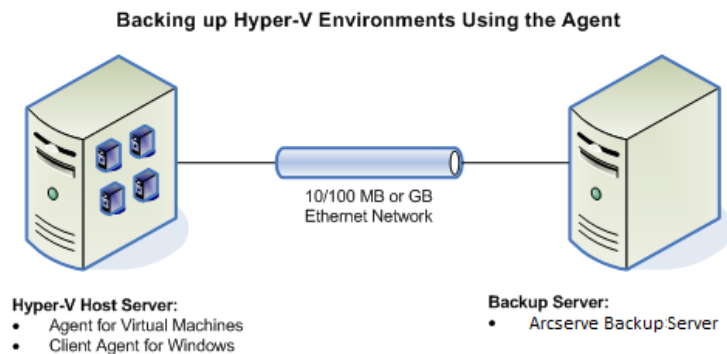 Backing up Hyper-V Environments Using the Agent
10/100 MB or GB
Ethernet Network
Hyper-V Host Server:
• Agent for Virtual Machines
• Client Agent for Windows
Backup Server:
• Arcserve Backup Server